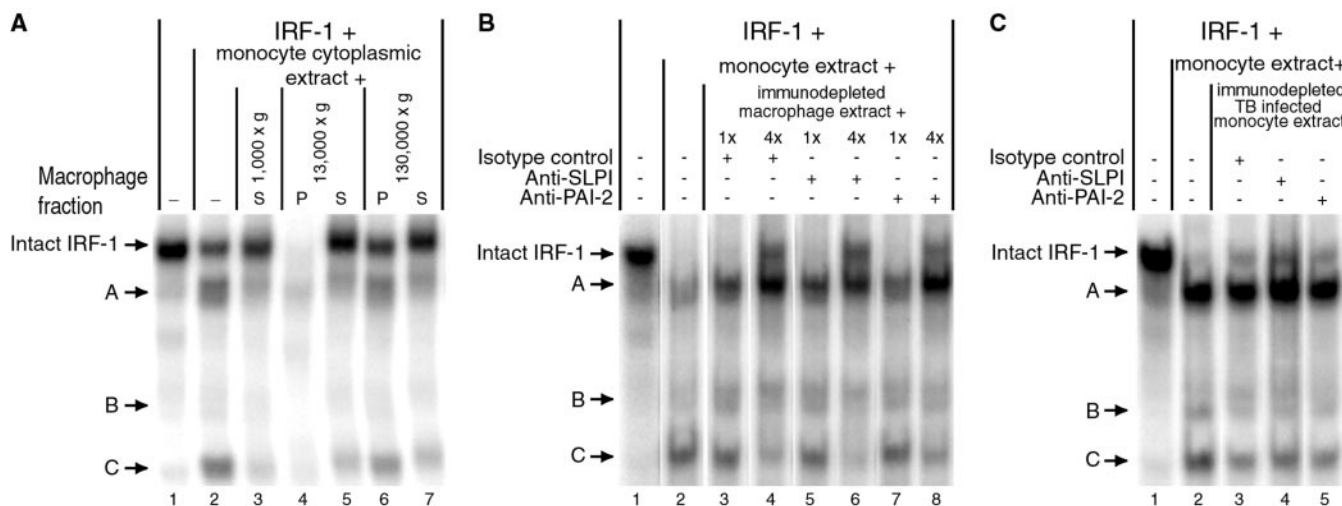 A
IRF-1 +
monocyte cytoplasmic
extract +
1,000 x g
13,000 x g
130,000 x g
Macrophage
fraction
– – S P S P S
Intact IRF-1
A
B
C
1 2 3 4 5 6 7
B
IRF-1 +
monocyte extract +
immunodepleted
macrophage extract +
1x 4x 1x 4x 1x 4x
Isotype control - - + + - - - -
Anti-SLPI - - - - + + - -
Anti-PAI-2 - - - - - - + +
Intact IRF-1
A
B
C
1 2 3 4 5 6 7 8
C
IRF-1 +
monocyte extract+
immunodepleted
TB infected
monocyte extract
Isotype control - - + - -
Anti-SLPI - - - + -
Anti-PAI-2 - - - - +
Intact IRF-1
A
B
C
1 2 3 4 5